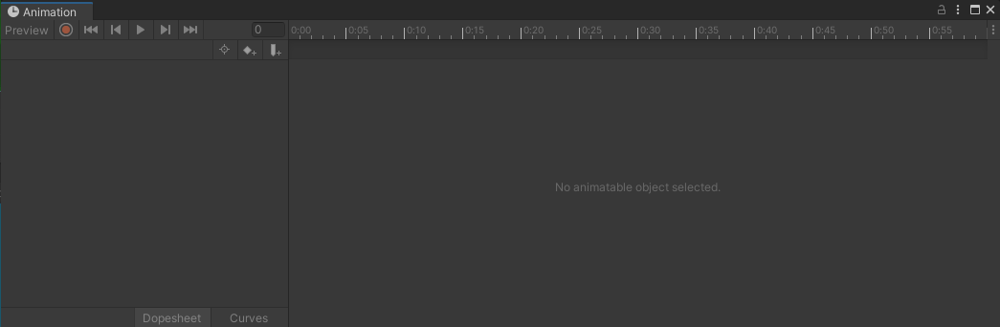 Animation
Preview 0 0:00 0:05 0:10 0:15 0:20 0:25 0:30 0:35 0:40 0:45 0:50 0:55
No animatable object selected.
Dopesheet Curves